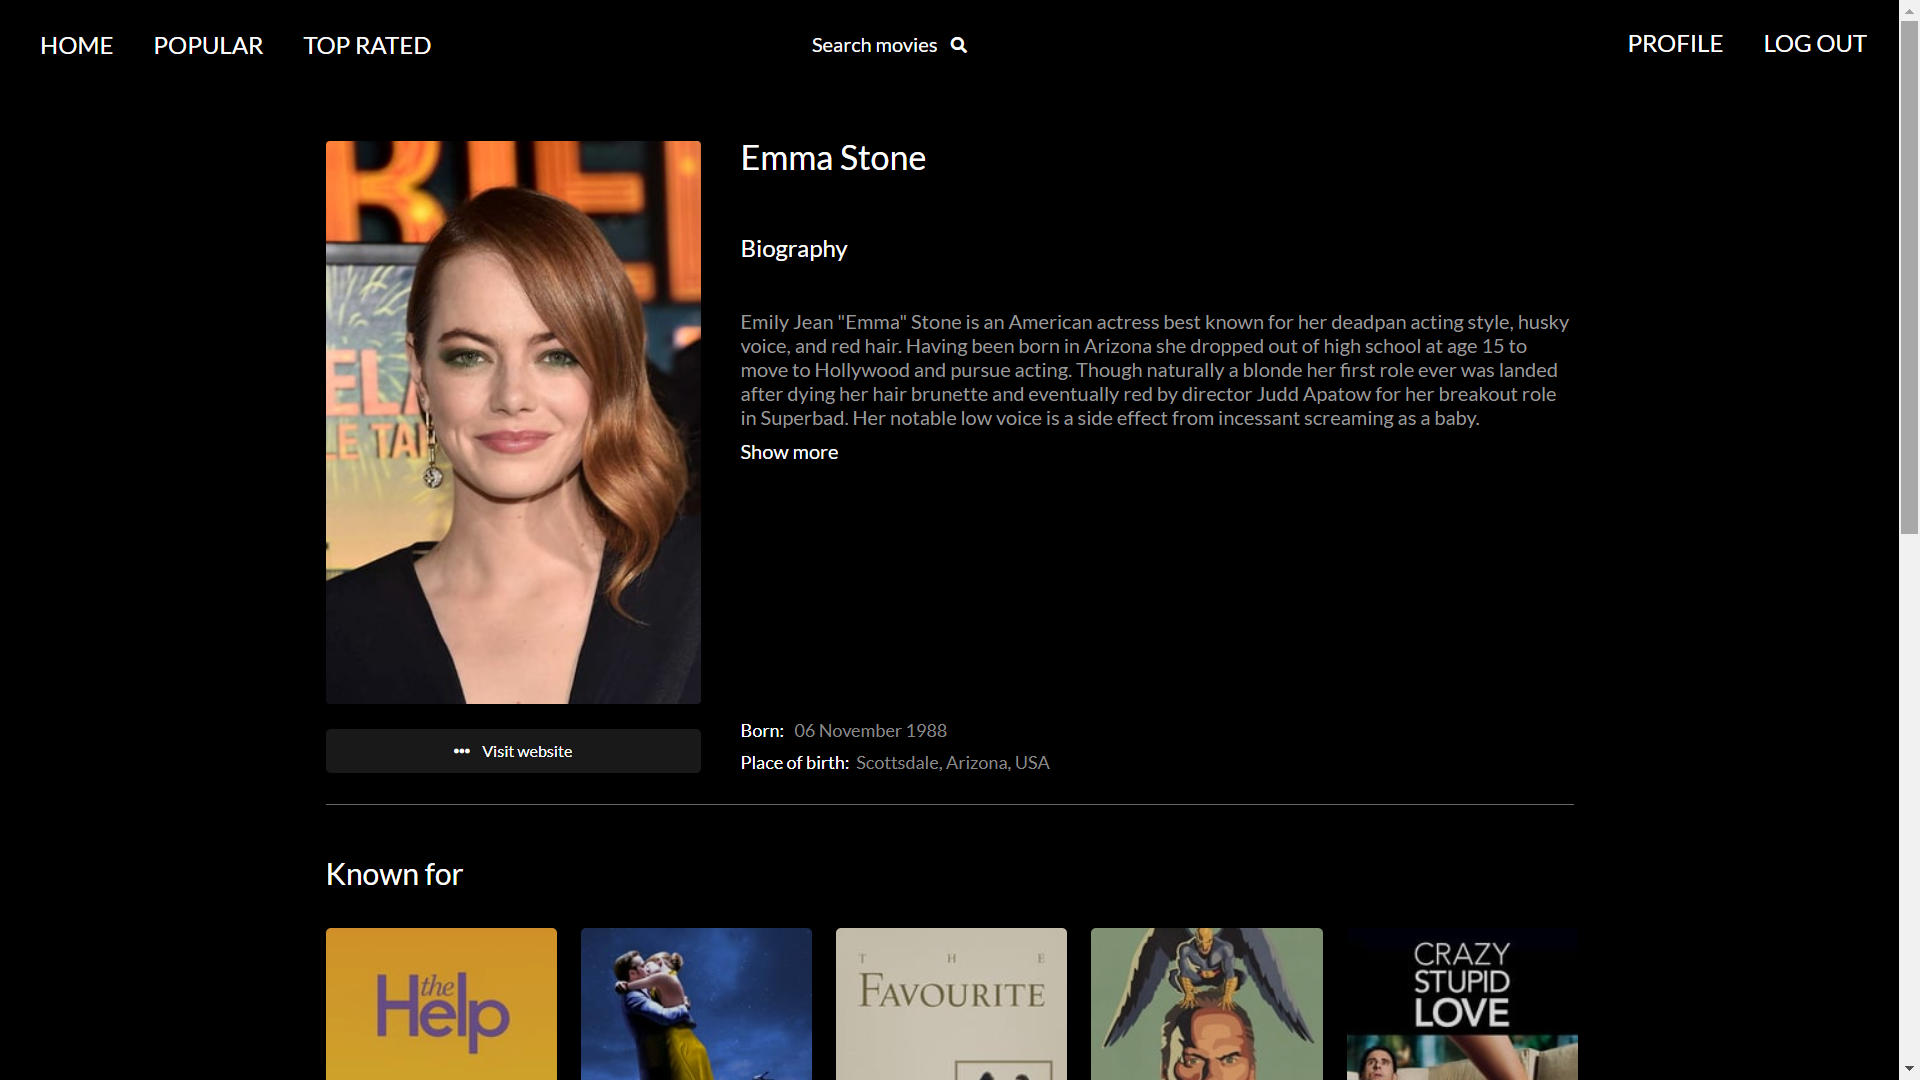 HOME POPULAR TOP RATED Search movies PROFILE LOG OUT
Emma Stone
Biography
Emily Jean "Emma" Stone is an American actress best known for her deadpan acting style, husky
voice, and red hair. Having been born in Arizona she dropped out of high school at age 15 to
move to Hollywood and pursue acting. Though naturally a blonde her first role ever was landed
after dying her hair brunette and eventually red by director Judd Apatow for her breakout role
in Superbad. Her notable low voice is a side effect from incessant screaming as a baby.
Show more
Visit website
Born: 06 November 1988
Place of birth: Scottsdale, Arizona, USA
Known for
the
Help
THE
FAVOURITE
CRAZY
STUPID
LOVE